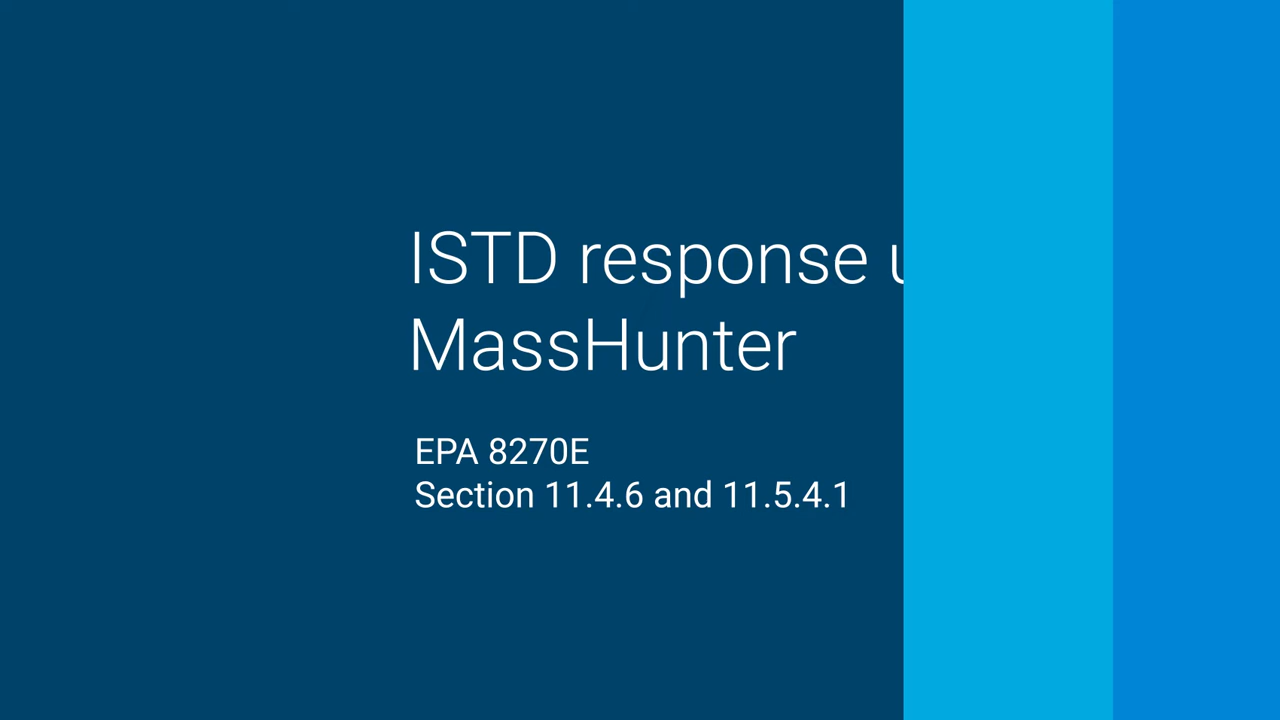 ISTD response
MassHunter
EPA 8270E
Section 11.4.6 and 11.5.4.1